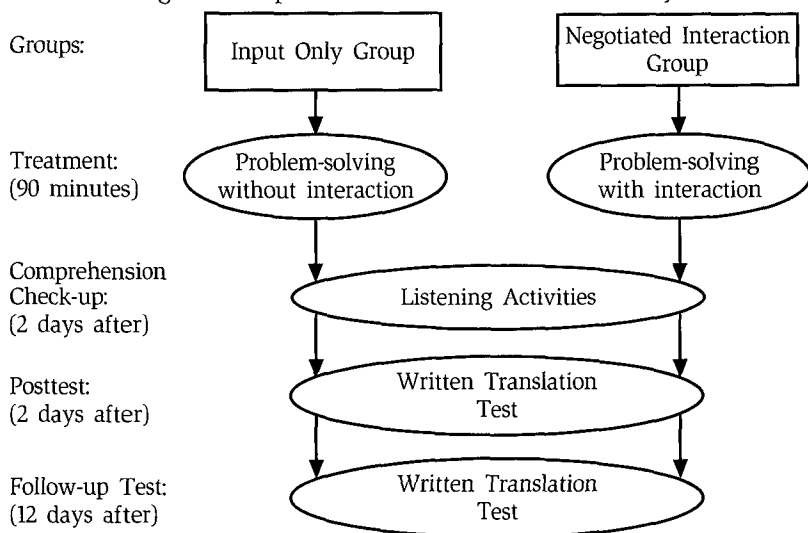 Groups:
Input Only Group
Negotiated Interaction
Group
Treatment:
(90 minutes)
Problem-solving
without interaction
Problem-solving
with interaction
Comprehension
Check-up:
(2 days after)
Listening Activities
Posttest:
(2 days after)
Written Translation
Test
Follow-up Test:
(12 days after)
Written Translation
Test